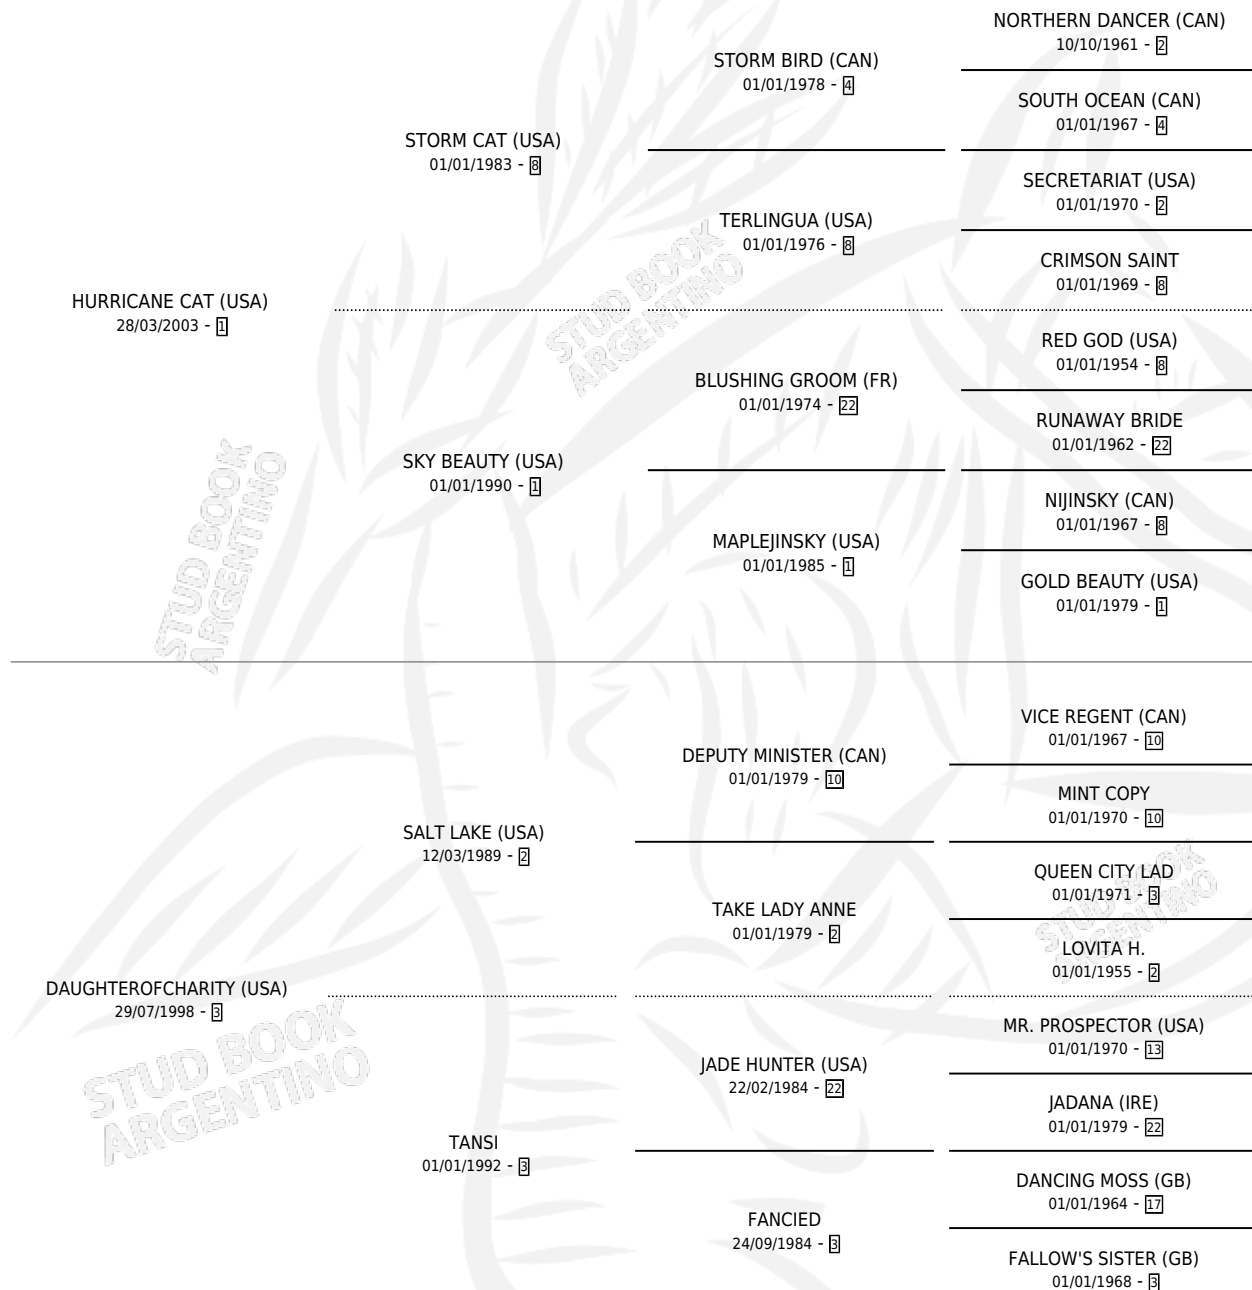 NORTHERN DANCER (CAN)
10/10/1961 - 2
STORM BIRD (CAN)
01/01/1978 - 4
SOUTH OCEAN (CAN)
01/01/1967 - 4
STORM CAT (USA)
01/01/1983 - 8
SECRETARIAT (USA)
01/01/1970 - 2
TERLINGUA (USA)
01/01/1976 - 8
CRIMSON SAINT
01/01/1969 - 8
HURRICANE CAT (USA)
28/03/2003 - 1
STUD BOOK
ARGENTINO
RED GOD (USA)
01/01/1954 - 8
BLUSHING GROOM (FR)
01/01/1974 - 22
RUNAWAY BRIDE
01/01/1962 - 22
SKY BEAUTY (USA)
01/01/1990 - 1
NIJINSKY (CAN)
01/01/1967 - 8
MAPLEJINSKY (USA)
01/01/1985 - 1
GOLD BEAUTY (USA)
01/01/1979 - 1
STUD BOOK
ARGENTINO
VICE REGENT (CAN)
01/01/1967 - 10
DEPUTY MINISTER (CAN)
01/01/1979 - 10
MINT COPY
01/01/1970 - 10
SALT LAKE (USA)
12/03/1989 - 2
QUEEN CITY LAD
01/01/1971 - 3
TAKE LADY ANNE
01/01/1979 - 2
STUD BOOK
ARGENTINO
LOVITA H.
01/01/1955 - 2
DAUGHTEROFCHARITY (USA)
29/07/1998 - 3
STUD BOOK
ARGENTINO
MR. PROSPECTOR (USA)
01/01/1970 - 13
JADE HUNTER (USA)
22/02/1984 - 22
JADANA (IRE)
01/01/1979 - 22
TANSI
01/01/1992 - 3
DANCING MOSS (GB)
01/01/1964 - 17
FANCIED
24/09/1984 - 3
FALLOW'S SISTER (GB)
01/01/1968 - 3